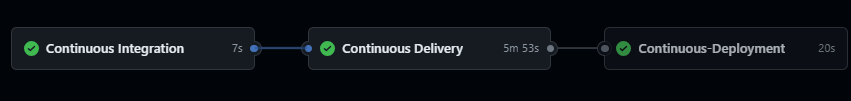 Continuous Integration 7s
Continuous Delivery 5m 53s
Continuous-Deployment 20s